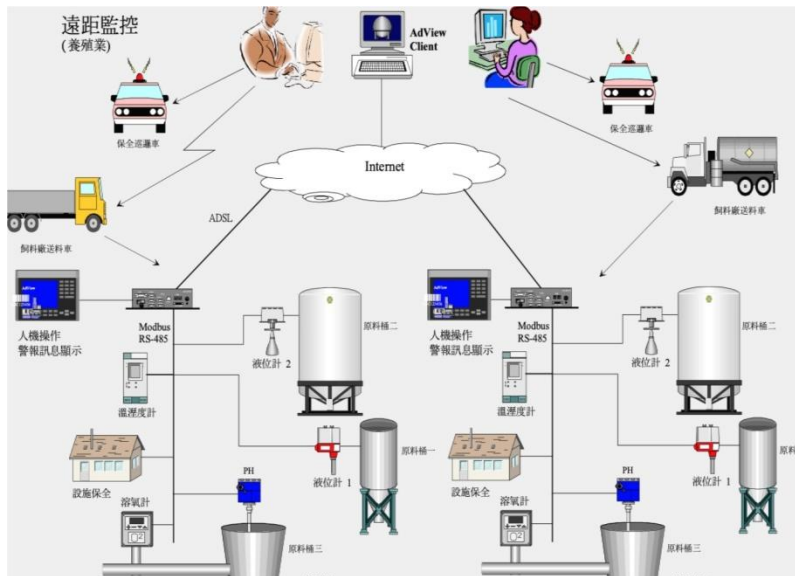 遠距監控
(養殖業)
AdView
Client
保全巡邏車
保全巡邏車
Internet
ADSL
飼料廠送料車
飼料廠送料車
人機操作
警報訊息顯示
Modbus
RS-485
液位計 2
原料桶二
溫溼度計
設施保全
液位計 1
原料桶一
PH
溶氧計
原料桶三
人機操作
警報訊息顯示
Modbus
RS-485
液位計 2
原料桶二
溫溼度計
設施保全
液位計 1
原料
PH
溶氧計
原料桶三